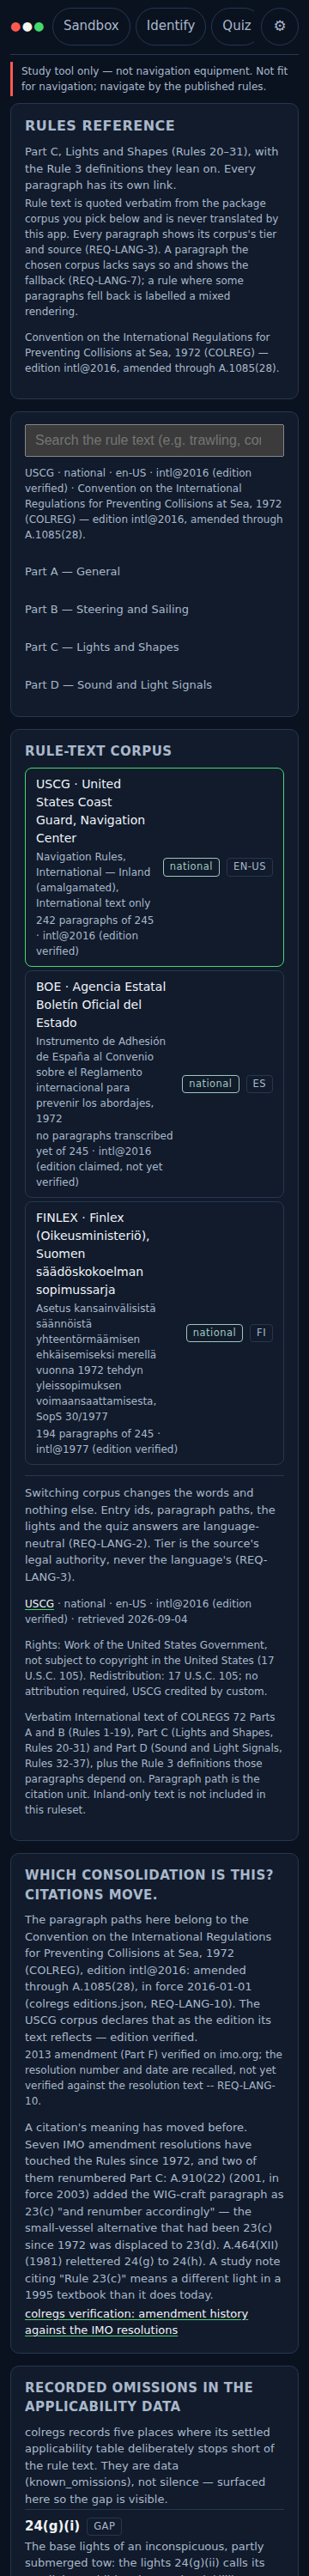 Sandbox
Identify
Quiz
Study tool only — not navigation equipment. Not fit
for navigation; navigate by the published rules.
RULES REFERENCE
Part C, Lights and Shapes (Rules 20–31), with
the Rule 3 definitions they lean on. Every
paragraph has its own link.
Rule text is quoted verbatim from the package
corpus you pick below and is never translated by
this app. Every paragraph shows its corpus's tier
and source (REQ-LANG-3). A paragraph the
chosen corpus lacks says so and shows the
fallback (REQ-LANG-7); a rule where some
paragraphs fell back is labelled a mixed
rendering.
Convention on the International Regulations for
Preventing Collisions at Sea, 1972 (COLREG) —
edition intl@2016, amended through A.1085(28).
Search the rule text (e.g. trawling, co
USCG · national · en-US · intl@2016 (edition
verified) · Convention on the International
Regulations for Preventing Collisions at Sea, 1972
(COLREG) — edition intl@2016, amended through
A.1085(28).
Part A — General
Part B — Steering and Sailing
Part C — Lights and Shapes
Part D — Sound and Light Signals
RULE-TEXT CORPUS
USCG · United
States Coast
Guard, Navigation
Center
Navigation Rules,
International — Inland
(amalgamated),
International text only
242 paragraphs of 245
· intl@2016 (edition
verified)
national
EN-US
BOE · Agencia Estatal
Boletín Oficial del
Estado
Instrumento de Adhesión
de España al Convenio
sobre el Reglamento
internacional para
prevenir los abordajes,
1972
no paragraphs transcribed
yet of 245 · intl@2016
(edition claimed, not yet
verified)
national
ES
FINLEX · Finlex
(Oikeusministeriö),
Suomen
säädöskokoelman
sopimussarja
Asetus kansainvälisistä
säännöistä
yhteentörmäämisen
ehkäisemiseksi merellä
vuonna 1972 tehdyn
yleissopimuksen
voimaansaattamisesta,
SopS 30/1977
194 paragraphs of 245 ·
intl@1977 (edition verified)
national
FI
Switching corpus changes the words and
nothing else. Entry ids, paragraph paths, the
lights and the quiz answers are language-
neutral (REQ-LANG-2). Tier is the source's
legal authority, never the language's (REQ-
LANG-3).
USCG · national · en-US · intl@2016 (edition
verified) · retrieved 2026-09-04
Rights: Work of the United States Government,
not subject to copyright in the United States (17
U.S.C. 105). Redistribution: 17 U.S.C. 105; no
attribution required, USCG credited by custom.
Verbatim International text of COLREGS 72 Parts
A and B (Rules 1-19), Part C (Lights and Shapes,
Rules 20-31) and Part D (Sound and Light Signals,
Rules 32-37), plus the Rule 3 definitions those
paragraphs depend on. Paragraph path is the
citation unit. Inland-only text is not included in
this ruleset.
WHICH CONSOLIDATION IS THIS?
CITATIONS MOVE.
The paragraph paths here belong to the
Convention on the International Regulations
for Preventing Collisions at Sea, 1972
(COLREG), edition intl@2016: amended
through A.1085(28), in force 2016-01-01
(colregs editions.json, REQ-LANG-10). The
USCG corpus declares that as the edition its
text reflects — edition verified.
2013 amendment (Part F) verified on imo.org; the
resolution number and date are recalled, not yet
verified against the resolution text -- REQ-LANG-
10.
A citation's meaning has moved before.
Seven IMO amendment resolutions have
touched the Rules since 1972, and two of
them renumbered Part C: A.910(22) (2001, in
force 2003) added the WIG-craft paragraph as
23(c) "and renumber accordingly" — the
small-vessel alternative that had been 23(c)
since 1972 was displaced to 23(d). A.464(XII)
(1981) relettered 24(g) to 24(h). A study note
citing "Rule 23(c)" means a different light in a
1995 textbook than it does today.
colregs verification: amendment history
against the IMO resolutions
RECORDED OMISSIONS IN THE
APPLICABILITY DATA
colregs records five places where its settled
applicability table deliberately stops short of
the rule text. They are data
(known_omissions), not silence — surfaced
here so the gap is visible.
24(g)(i)
GAP
The base lights of an inconspicuous, partly
submerged tow: the lights 24(g)(ii) calls its